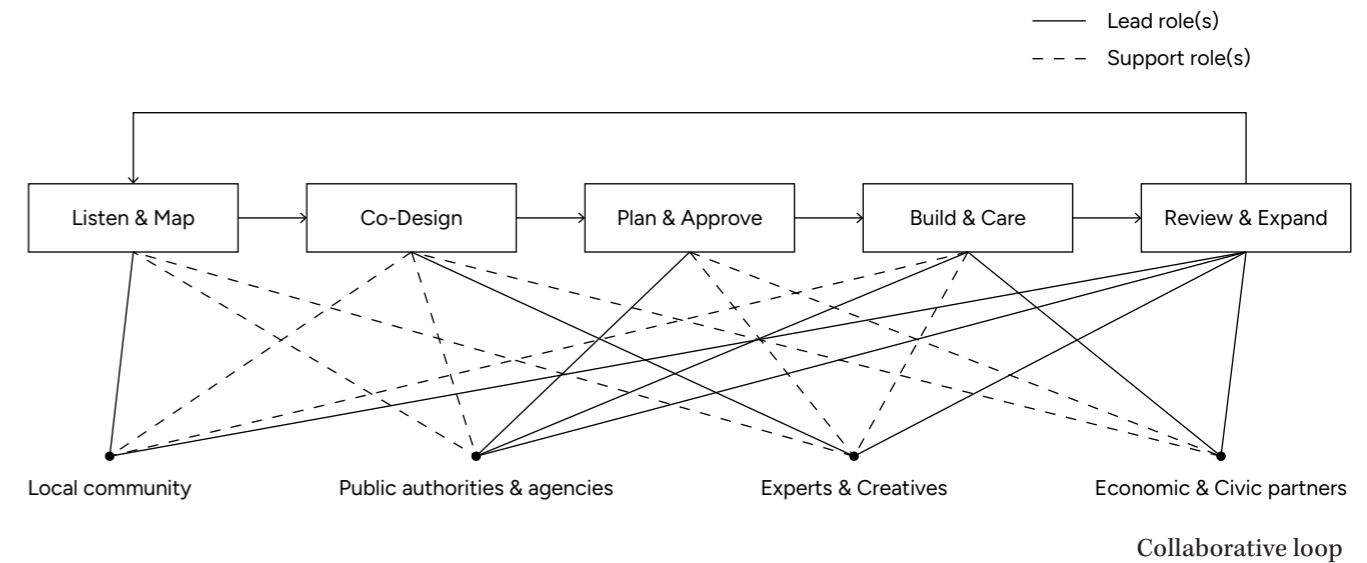 Lead role(s)
Support role(s)
Listen & Map
Co-Design
Plan & Approve
Build & Care
Review & Expand
Local community
Public authorities & agencies
Experts & Creatives
Economic & Civic partners
Collaborative loop